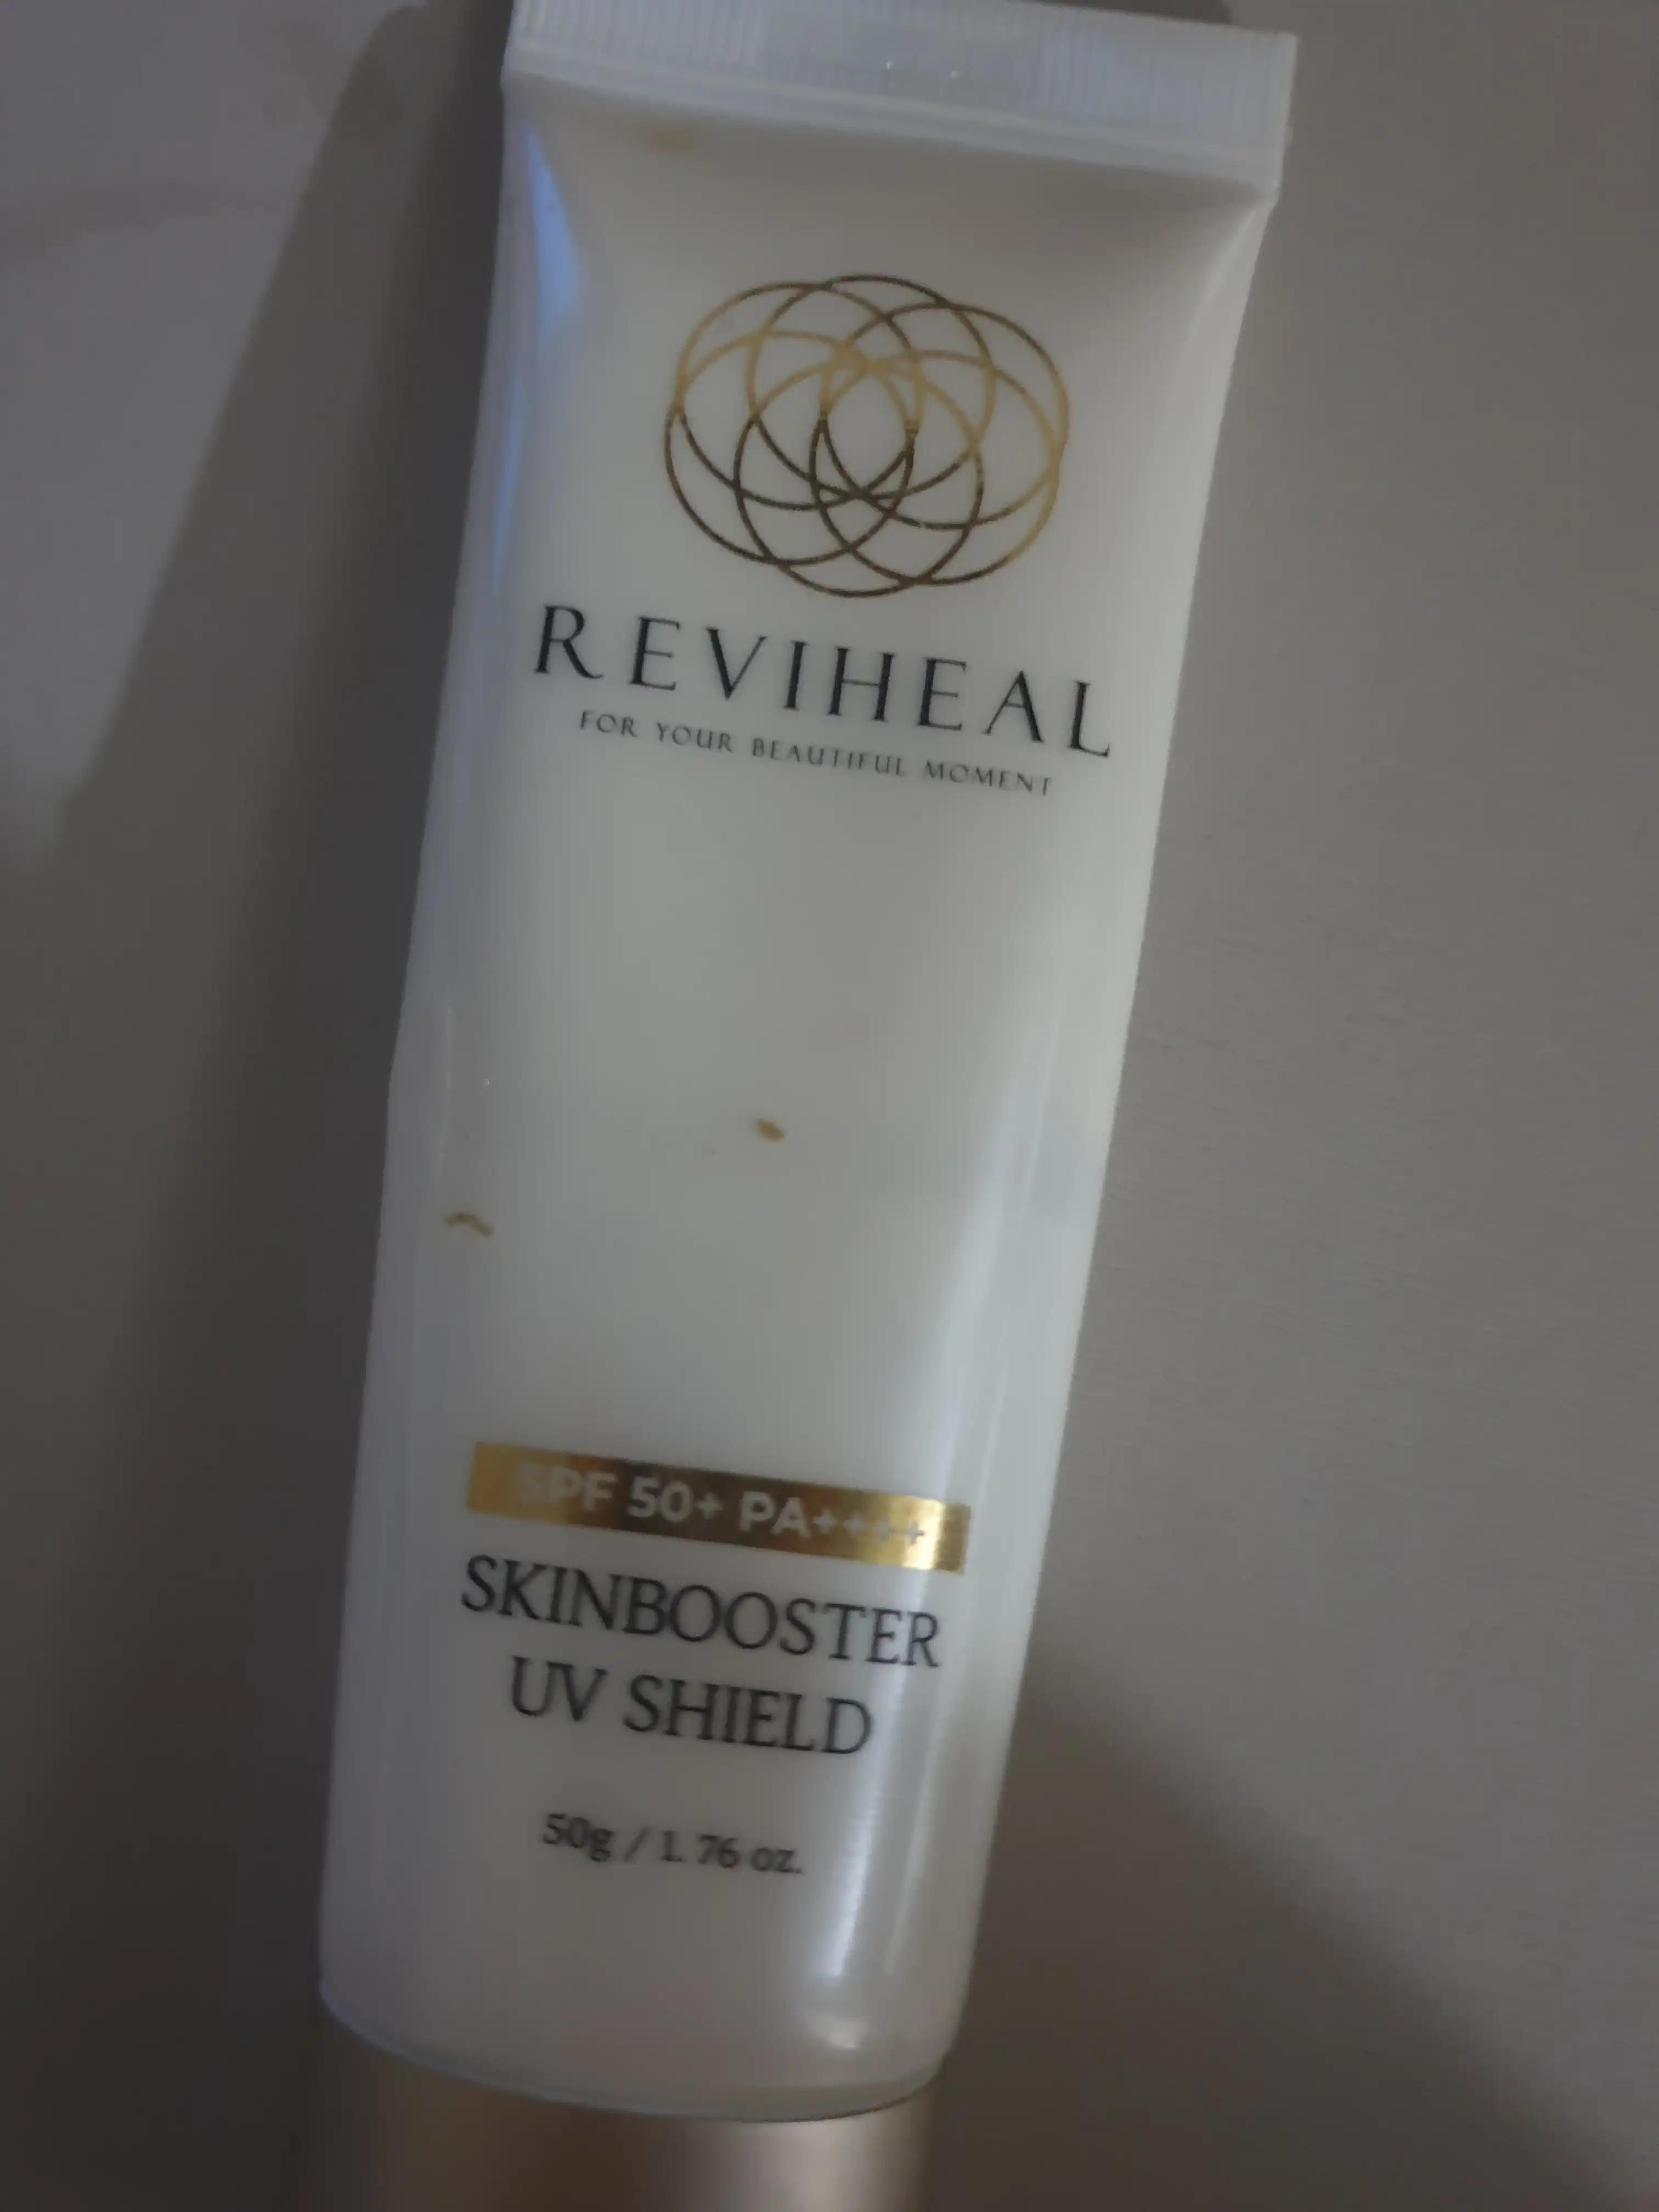 REVIHEAL
FOR YOUR BEAUTIFUL MOMENT
SPF 50+ PA++++
SKINBOOSTER
UV SHIELD
50g / 1. 76 oz.